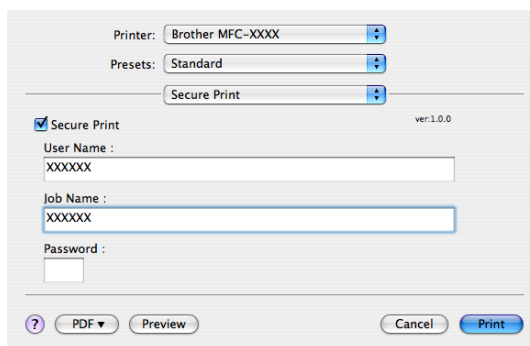 Printer: Brother MFC-XXXX
Presets: Standard
Secure Print
Secure Print ver:1.0.0
User Name :
XXXXXX
Job Name :
XXXXXX
Password :
? PDF ▼ Preview Cancel Print